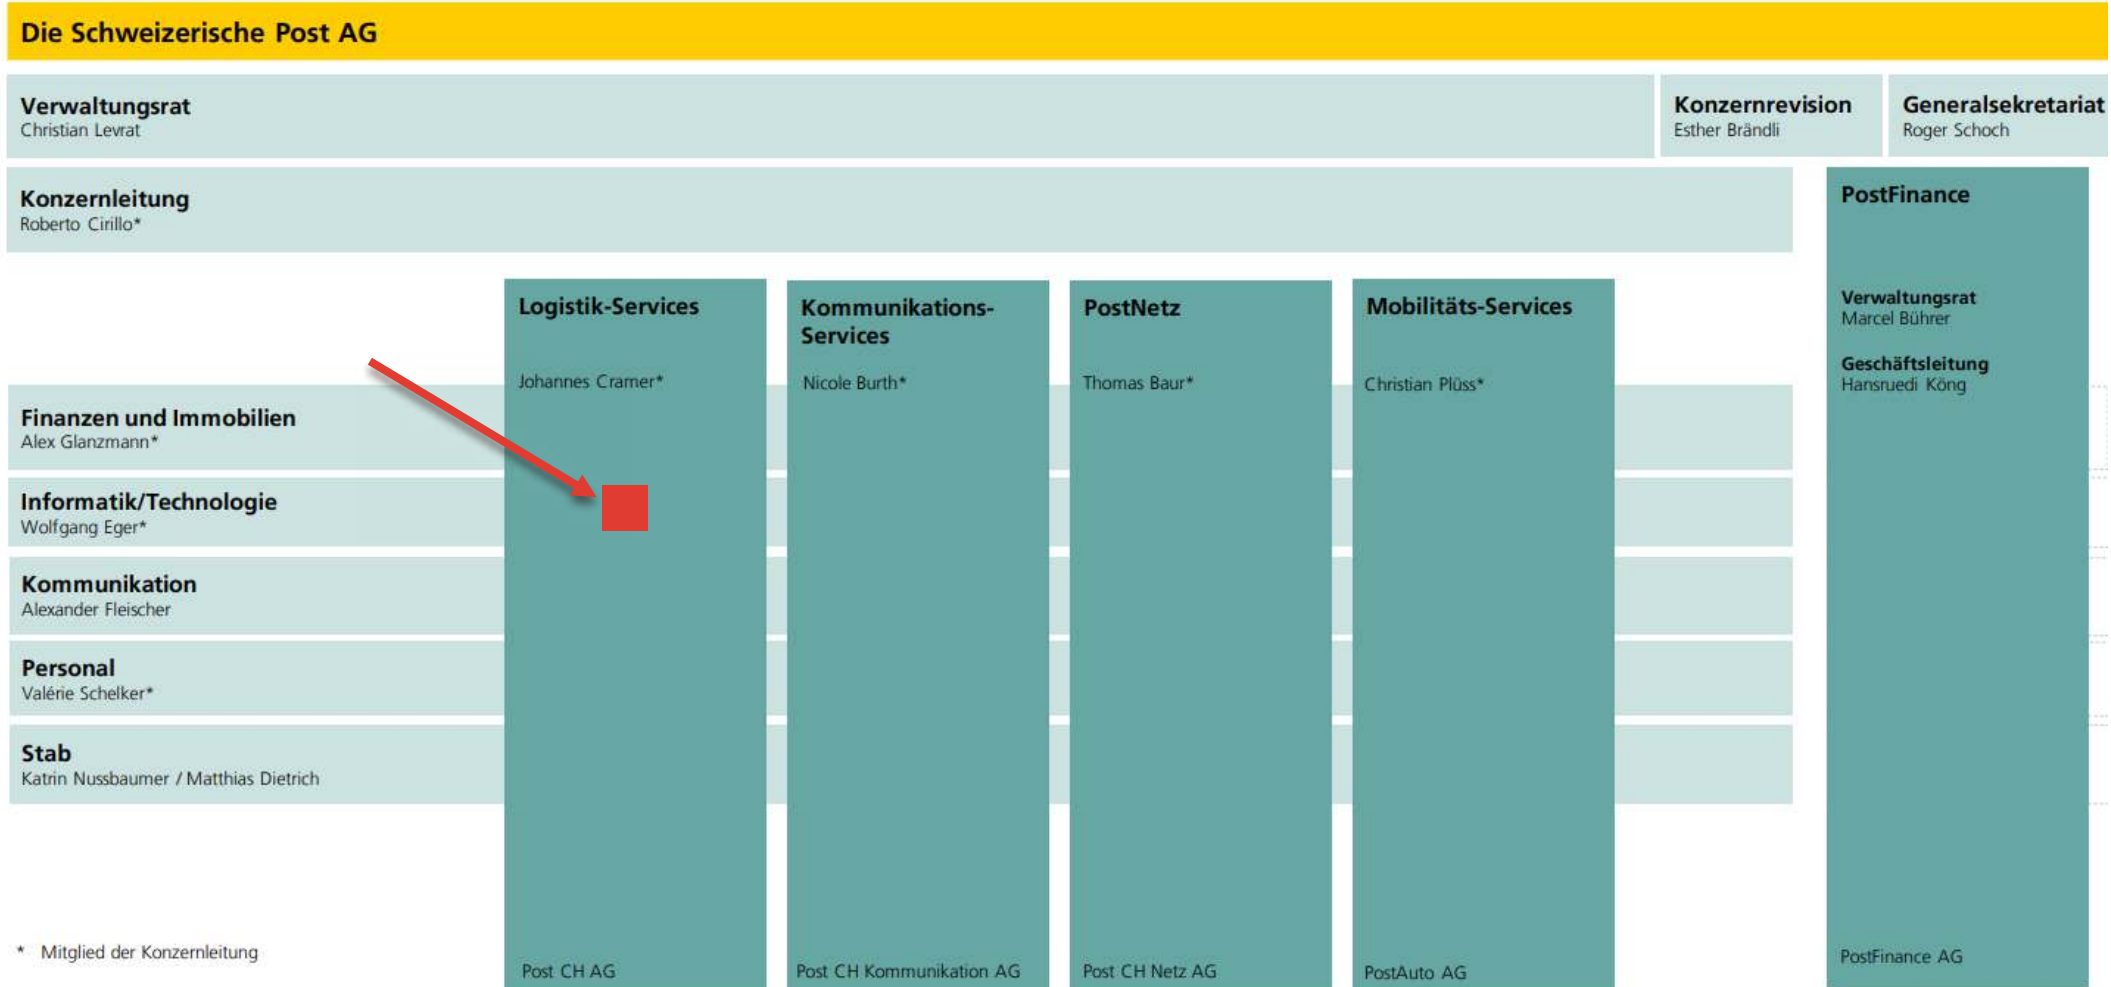 Die Schweizerische Post AG
Verwaltungsrat
Christian Levrat
Konzernrevision
Esther Brändli
Generalsekretariat
Roger Schoch
Konzernleitung
Roberto Cirillo*
PostFinance
Verwaltungsrat
Marcel Bührer
Geschäftsleitung
Hansruedi Köng
Logistik-Services
Johannes Cramer*
Kommunikations-
Services
Nicole Burth*
PostNetz
Thomas Baur*
Mobilitäts-Services
Christian Plüss*
Finanzen und Immobilien
Alex Glanzmann*
Informatik/Technologie
Wolfgang Eger*
Kommunikation
Alexander Fleischer
Personal
Valérie Schelker*
Stab
Katrin Nussbaumer / Matthias Dietrich
* Mitglied der Konzernleitung
Post CH AG
Post CH Kommunikation AG
Post CH Netz AG
PostAuto AG
PostFinance AG